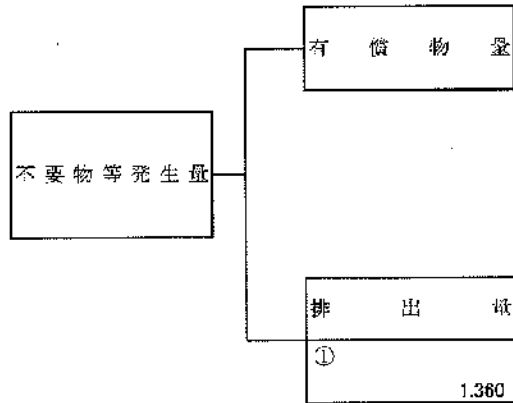 有償物量
不要物等発生量
排出量
①
1.360